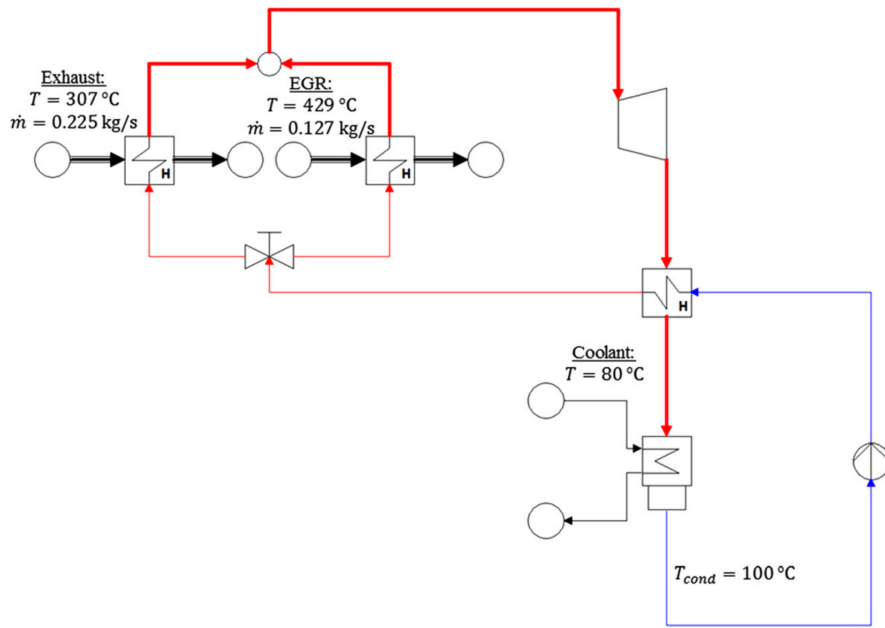 Exhaust:
T = 307 °C
ṁ = 0.225 kg/s
EGR:
T = 429 °C
ṁ = 0.127 kg/s
H
H
H
Coolant:
T = 80 °C
T_cond = 100 °C